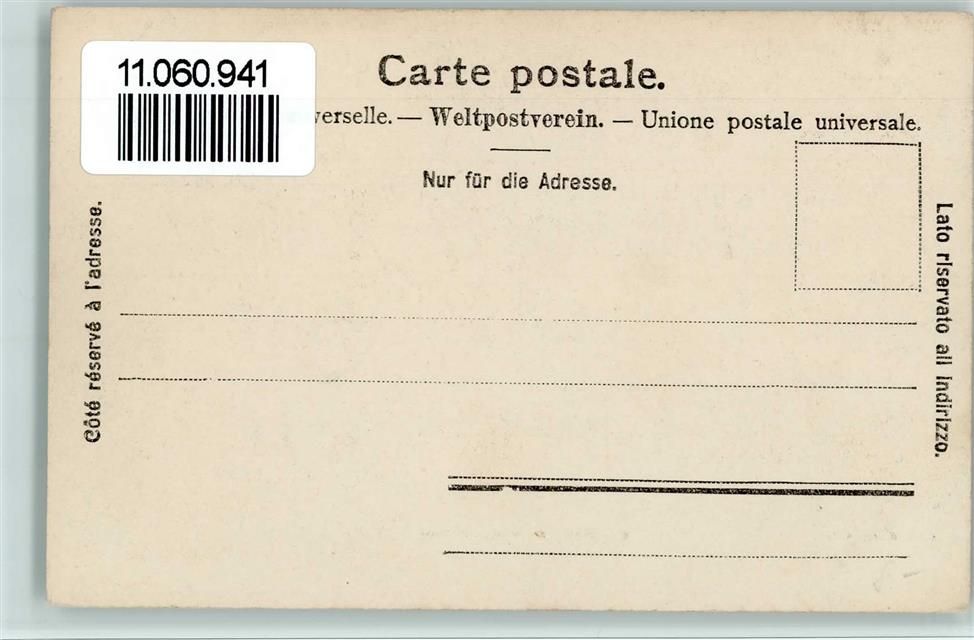 11.060.941
Carte postale.
verselle. — Weltpostverein. — Unione postale universale.
Nur für die Adresse.
Côté réservé à l'adresse.
Lato riservato all indirizzo.